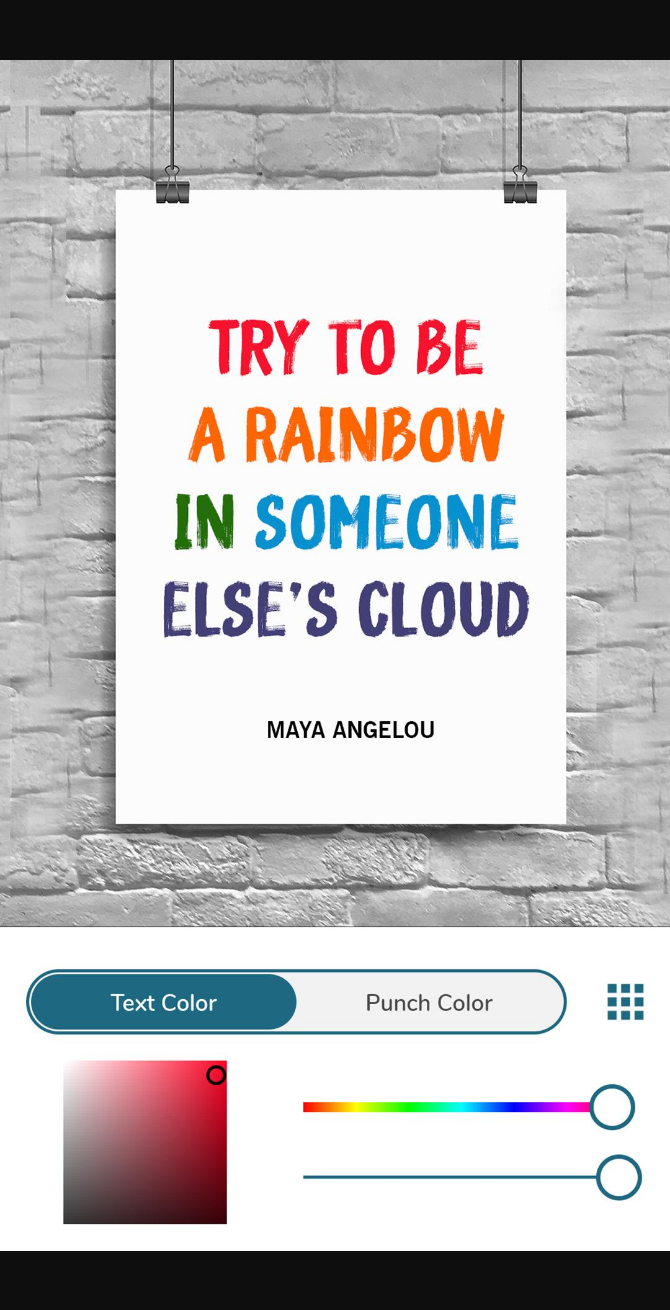 TRY TO BE
A RAINBOW
IN SOMEONE
ELSE'S CLOUD
MAYA ANGELOU
Text Color
Punch Color